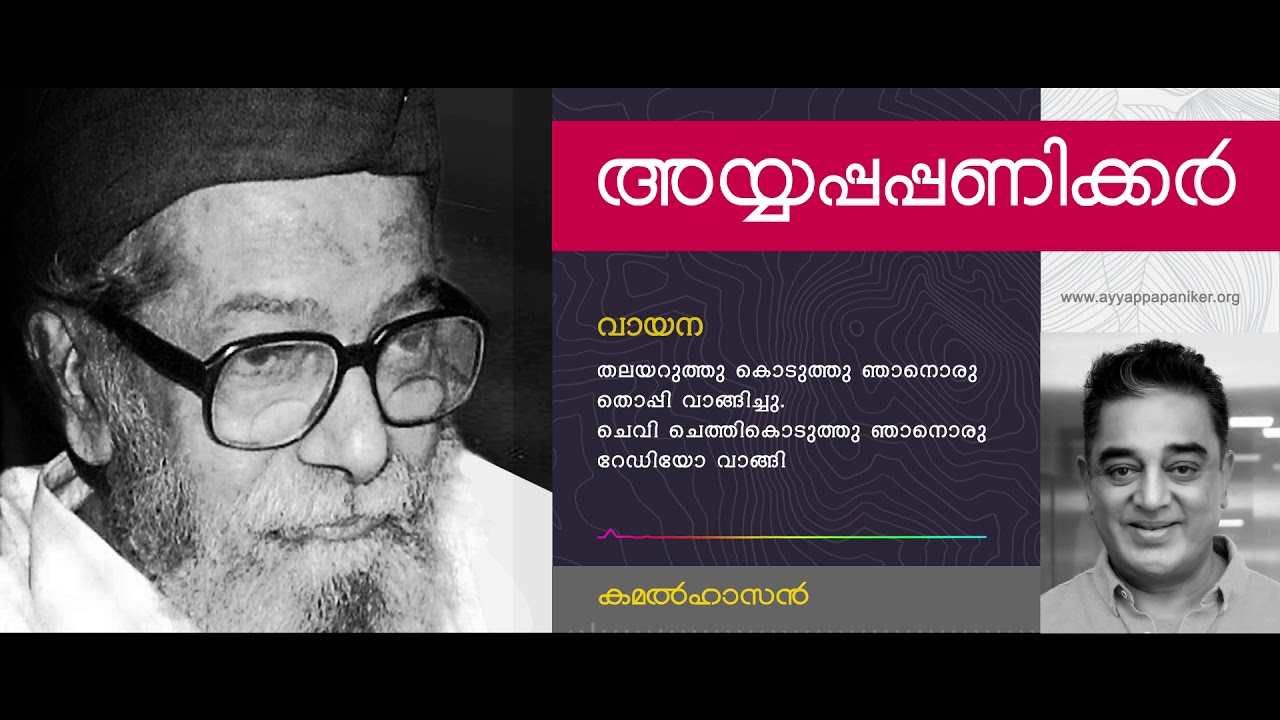 അയ്യപ്പപ്പണിക്കർ
www.ayyappapaniker.org
വായന
തലയറുത്തു കൊടുത്തു ഞാനൊരു
തൊപ്പി വാങ്ങിച്ചു.
ചെവി ചെത്തികൊടുത്തു ഞാനൊരു
റേഡിയോ വാങ്ങി
കമൽഹാസൻ